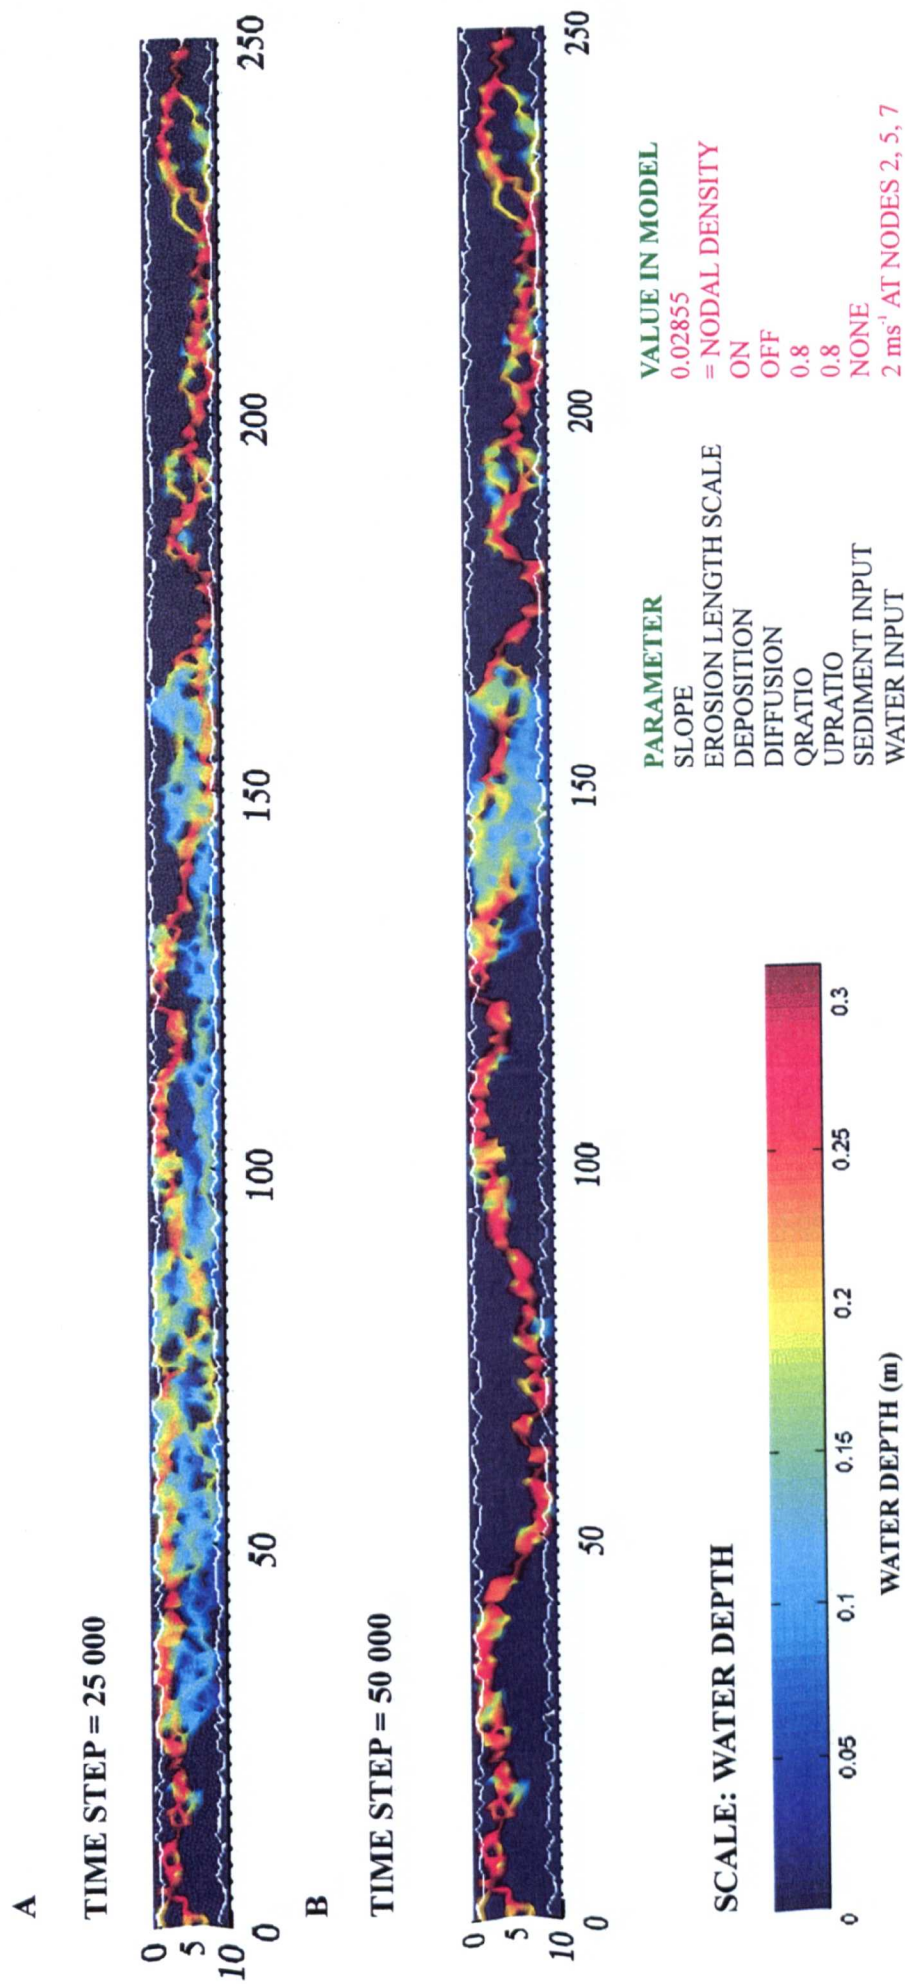 A
TIME STEP = 25 000
0
5
10
0
50
100
150
200
250
B
TIME STEP = 50 000
0
5
10
0
50
100
150
200
250
SCALE: WATER DEPTH
0
0.05
0.1
0.15
0.2
0.25
0.3
WATER DEPTH (m)
PARAMETER VALUE IN MODEL
SLOPE 0.02855
EROSION LENGTH SCALE = NODAL DENSITY
DEPOSITION ON
DIFFUSION OFF
QRATIO 0.8
UPRATIO 0.8
SEDIMENT INPUT NONE
WATER INPUT 2 ms⁻¹ AT NODES 2, 5, 7